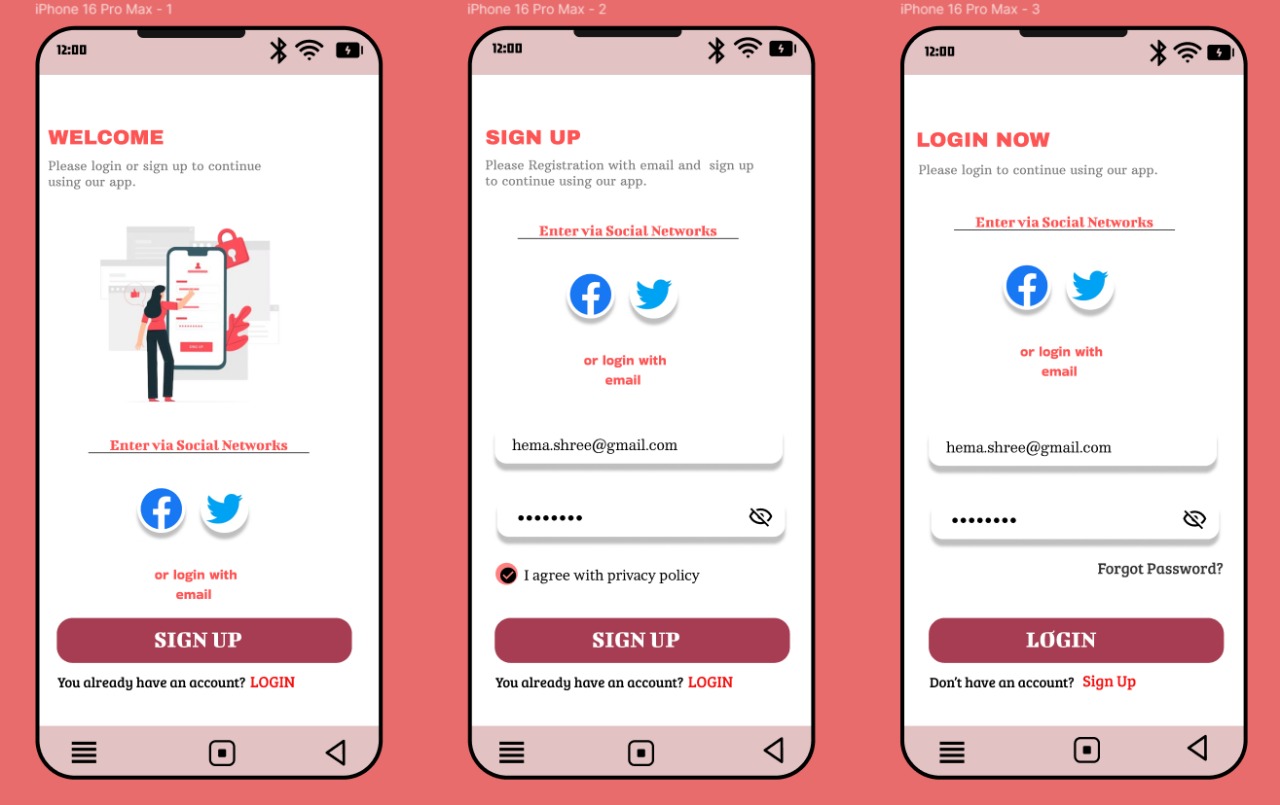 iPhone 16 Pro Max - 1
12:00
WELCOME
Please login or sign up to continue
using our app.
Enter via Social Networks
or login with
email
SIGN UP
You already have an account? LOGIN
iPhone 16 Pro Max - 2
12:00
SIGN UP
Please Registration with email and  sign up
to continue using our app.
Enter via Social Networks
or login with
email
hema.shree@gmail.com
••••••••
I agree with privacy policy
SIGN UP
You already have an account? LOGIN
iPhone 16 Pro Max - 3
12:00
LOGIN NOW
Please login to continue using our app.
Enter via Social Networks
or login with
email
hema.shree@gmail.com
••••••••
Forgot Password?
LOGIN
Don't have an account? Sign Up